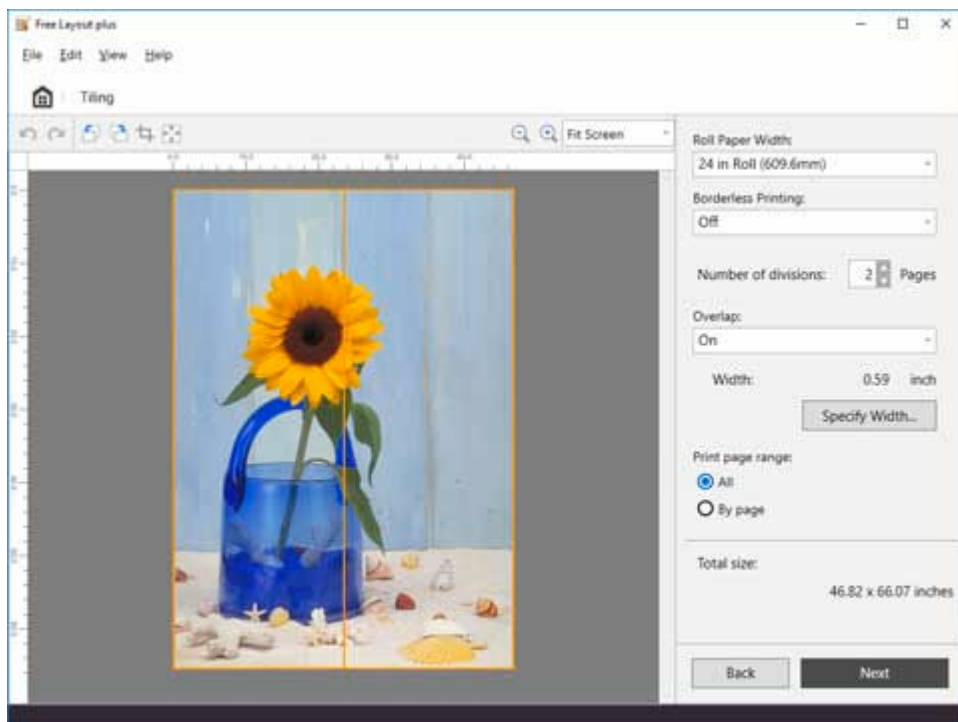 Free Layout plus
File Edit View Help
Tiling
Fit Screen
Roll Paper Width:
24 in Roll (609.6mm)
Borderless Printing:
Off
Number of divisions: 2 Pages
Overlap:
On
Width: 0.59 inch
Specify Width...
Print page range:
All
By page
Total size:
46.82 x 66.07 inches
Back Next